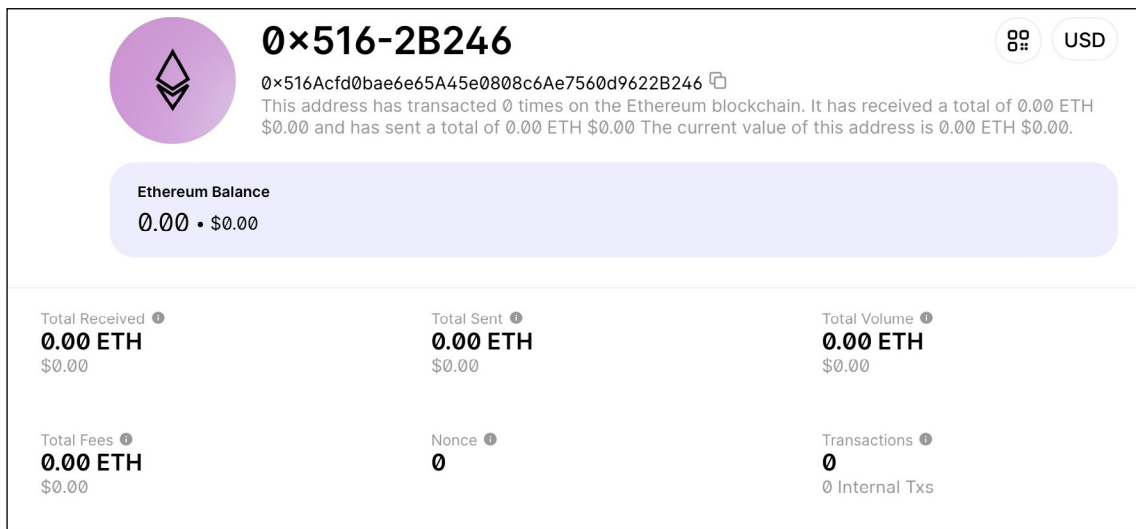 0×516-2B246
USD
0×516Acfd0bae6e65A45e0808c6Ae7560d9622B246
This address has transacted 0 times on the Ethereum blockchain. It has received a total of 0.00 ETH
$0.00 and has sent a total of 0.00 ETH $0.00 The current value of this address is 0.00 ETH $0.00.
Ethereum Balance
0.00 • $0.00
Total Received
0.00 ETH
$0.00
Total Sent
0.00 ETH
$0.00
Total Volume
0.00 ETH
$0.00
Total Fees
0.00 ETH
$0.00
Nonce
0
Transactions
0
0 Internal Txs